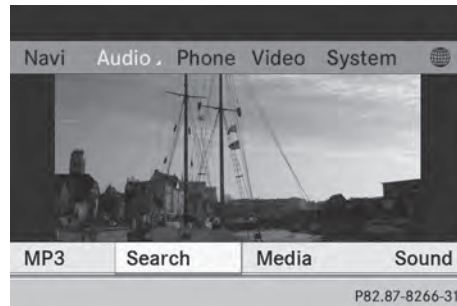 Navi Audio Phone Video System
MP3 Search Media Sound
P82.87-8266-31